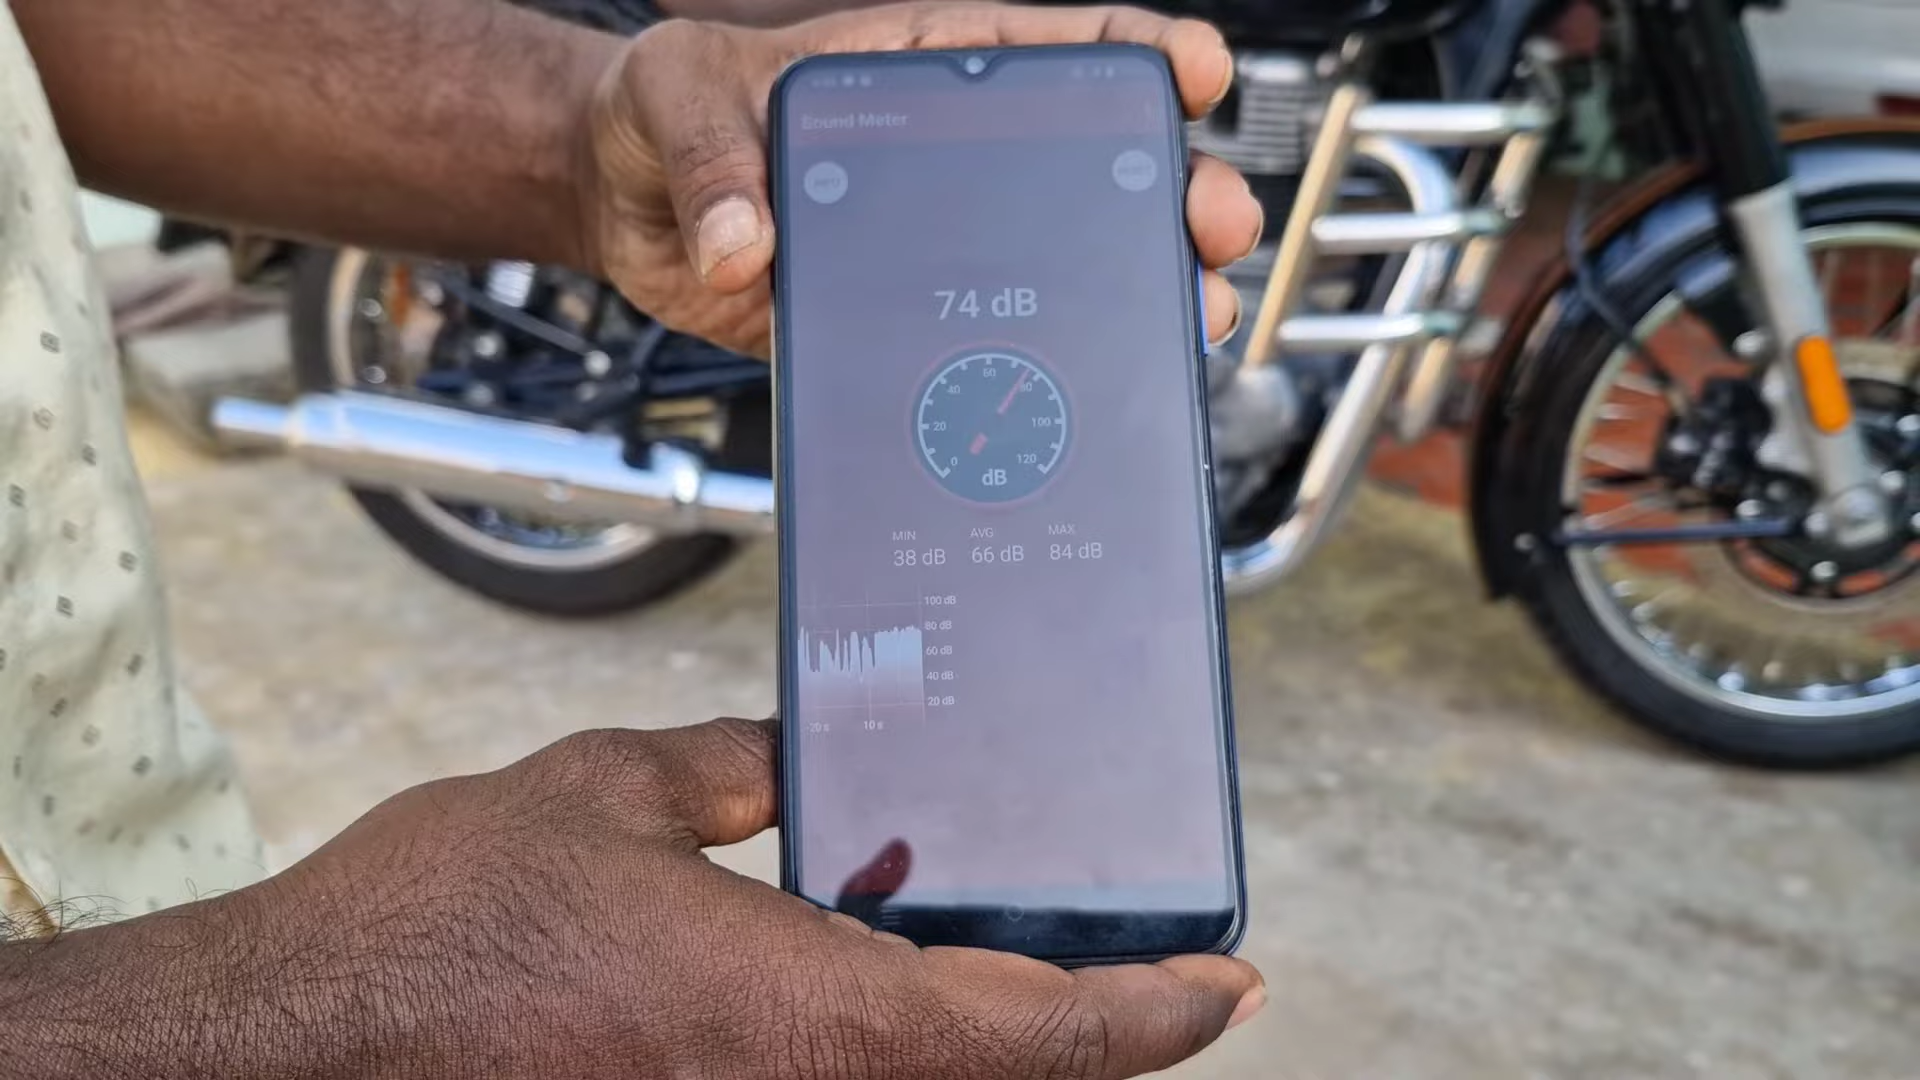 Sound Meter
74 dB
60
40
80
20
100
0
120
dB
MIN AVG MAX
38 dB 66 dB 84 dB
100 dB
80 dB
60 dB
40 dB
20 dB
-20 s 10 s